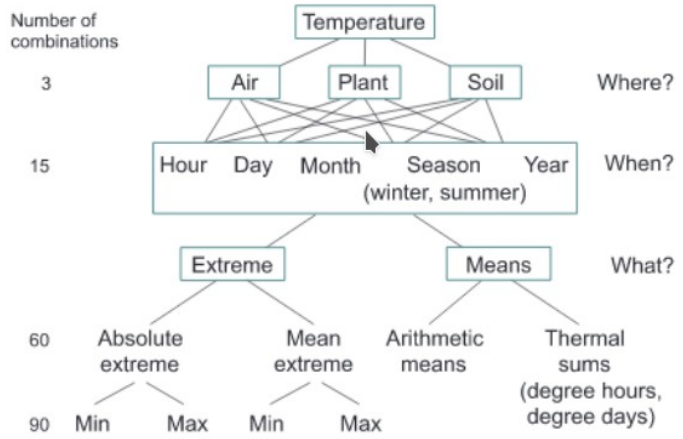 Number of
combinations
Temperature
3
Air
Plant
Soil
Where?
15
Hour Day Month Season Year
(winter, summer)
When?
Extreme
Means
What?
60
Absolute
extreme
Mean
extreme
Arithmetic
means
Thermal
sums
(degree hours,
degree days)
90
Min
Max
Min
Max